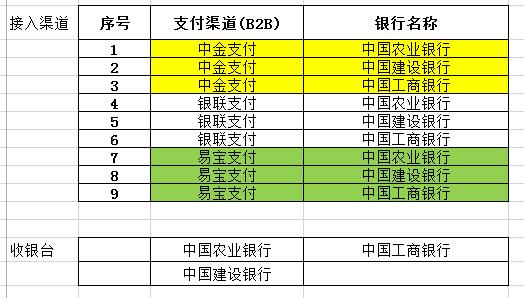 接入渠道 序号 支付渠道(B2B) 银行名称
1 中金支付 中国农业银行
2 中金支付 中国建设银行
3 中金支付 中国工商银行
4 银联支付 中国农业银行
5 银联支付 中国建设银行
6 银联支付 中国工商银行
7 易宝支付 中国农业银行
8 易宝支付 中国建设银行
9 易宝支付 中国工商银行
收银台 中国农业银行 中国工商银行
中国建设银行